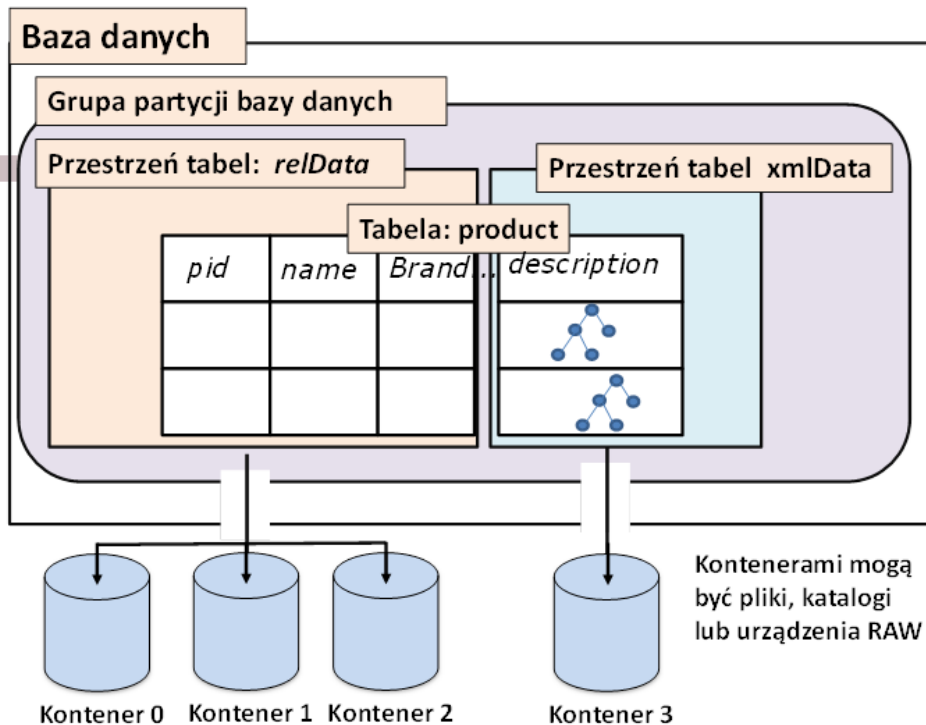 Baza danych
Grupa partycji bazy danych
Przestrzeń tabel: relData
Przestrzeń tabel xmlData
Tabela: product
pid name Brand... description
Kontenerami mogą
być pliki, katalogi
lub urządzenia RAW
Kontener 0 Kontener 1 Kontener 2 Kontener 3